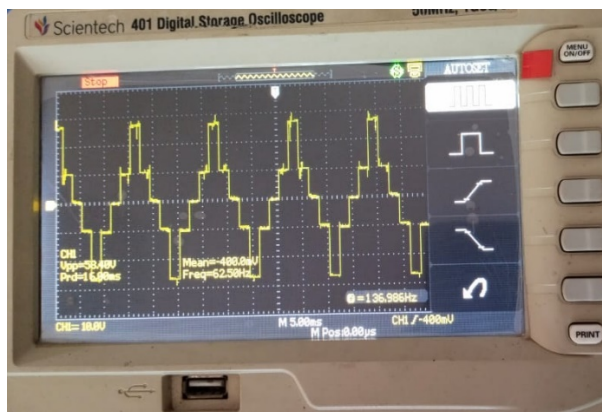 Scientech 401 Digital Storage Oscilloscope
Stop
AUTOSET
MENU
ON/OFF
CH1
Vpp=58.40V
Prd=16.00ms
Mean=-400.0mV
Freq=62.50Hz
=136.986Hz
CH1= 10.0V
M 5.00ms
CH1 /-400mV
M Pos:0.00µs
PRINT